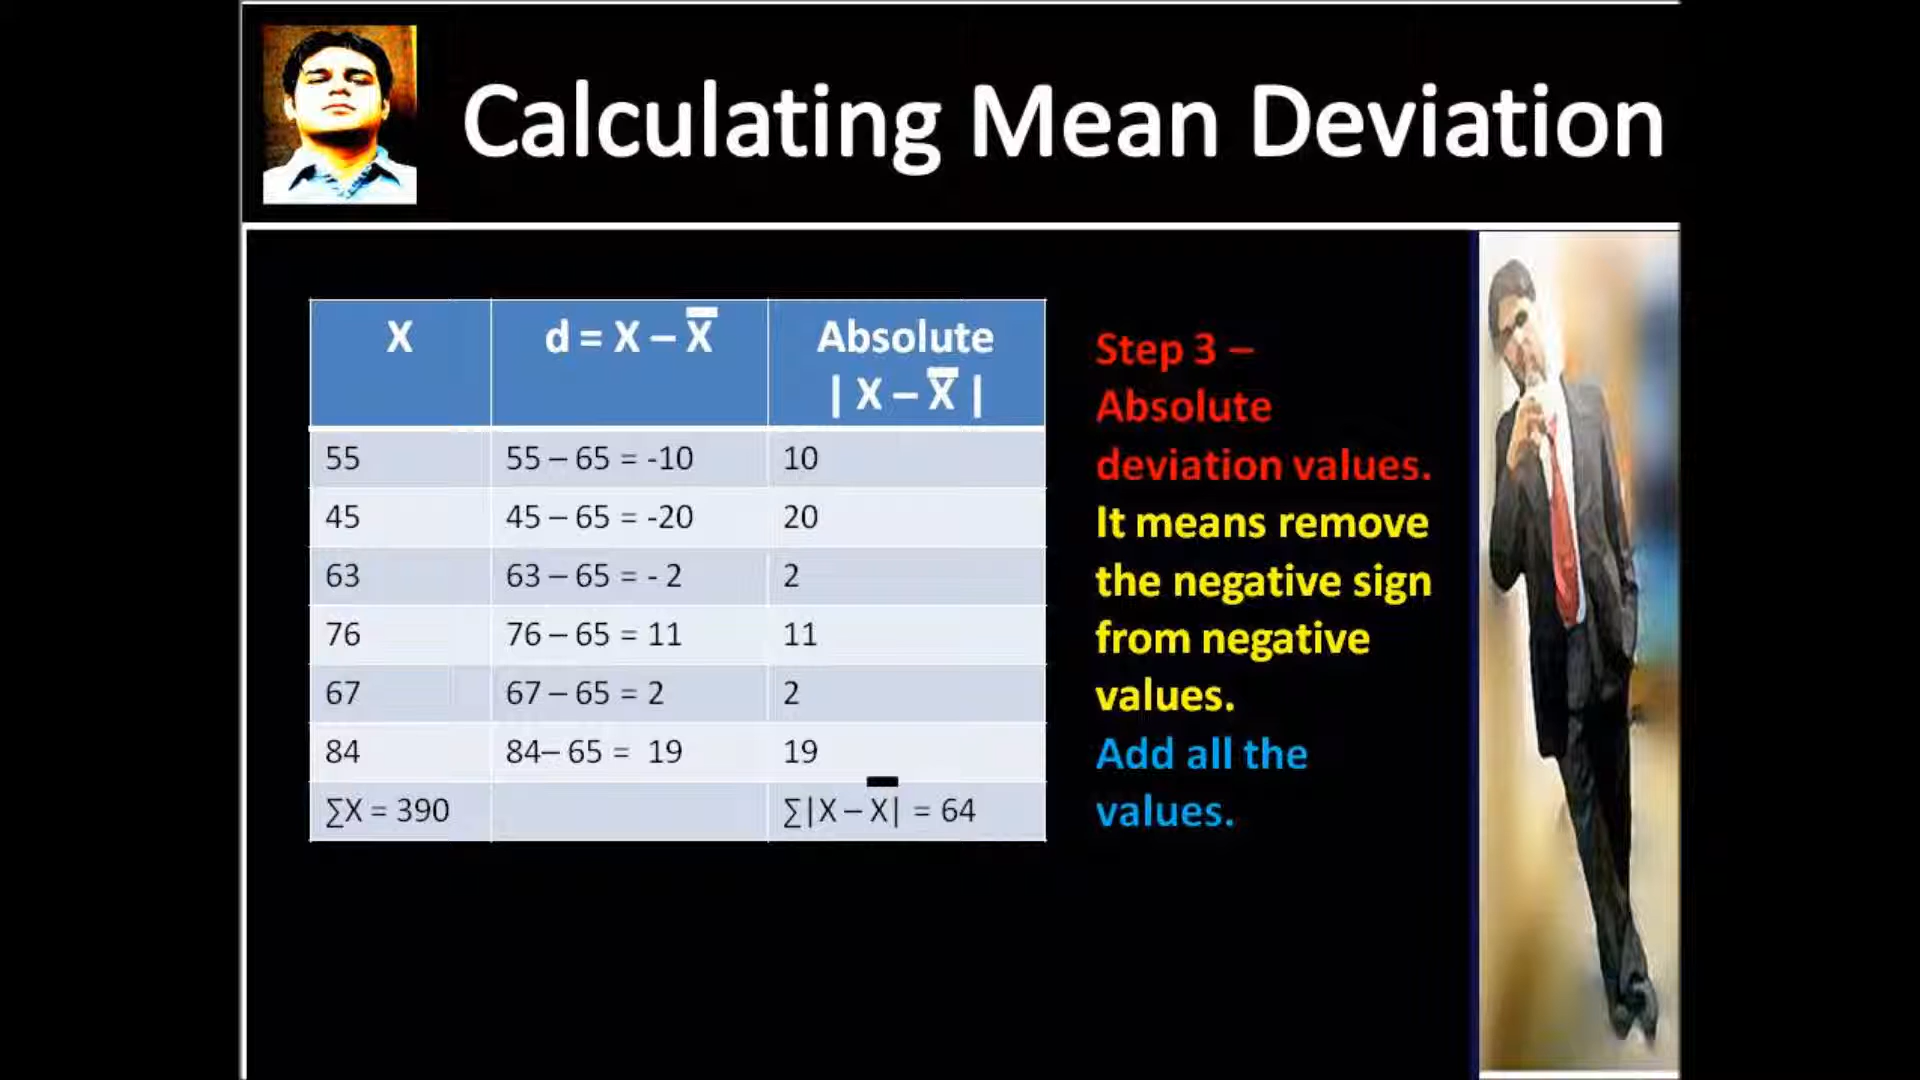 Calculating Mean Deviation
X d = X – X̅ Absolute
| X – X̅ |
55 55 – 65 = -10 10
45 45 – 65 = -20 20
63 63 – 65 = - 2 2
76 76 – 65 = 11 11
67 67 – 65 = 2 2
84 84– 65 = 19 19
∑X = 390 ∑|X – X̅| = 64
Step 3 –
Absolute
deviation values.
It means remove
the negative sign
from negative
values.
Add all the
values.